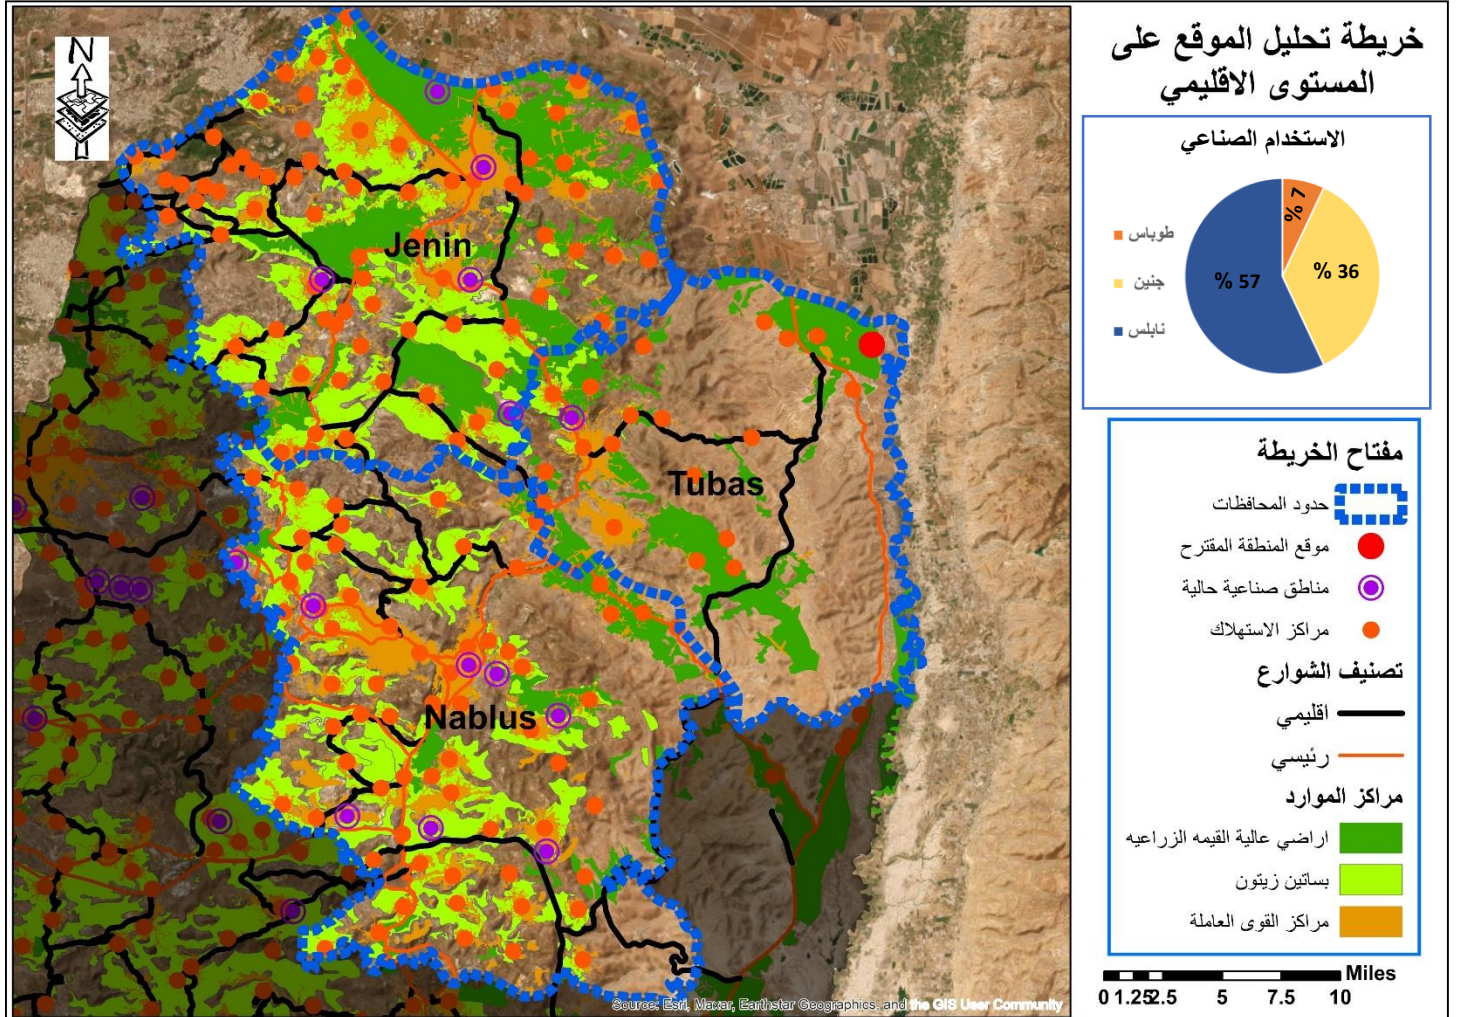 خريطة تحليل الموقع على
المستوى الاقليمي
الاستخدام الصناعي
% 7
% 36
% 57
طوباس
جنين
نابلس
مفتاح الخريطة
حدود المحافظات
موقع المنطقة المقترح
مناطق صناعية حالية
مراكز الاستهلاك
تصنيف الشوارع
اقليمي
رئيسي
مراكز الموارد
اراضي عالية القيمه الزراعيه
بساتين زيتون
مراكز القوى العاملة
Miles
0 1.25 2.5 5 7.5 10
N
Jenin
Tubas
Nablus
Source: Esri, Maxar, Earthstar Geographics, and the GIS User Community